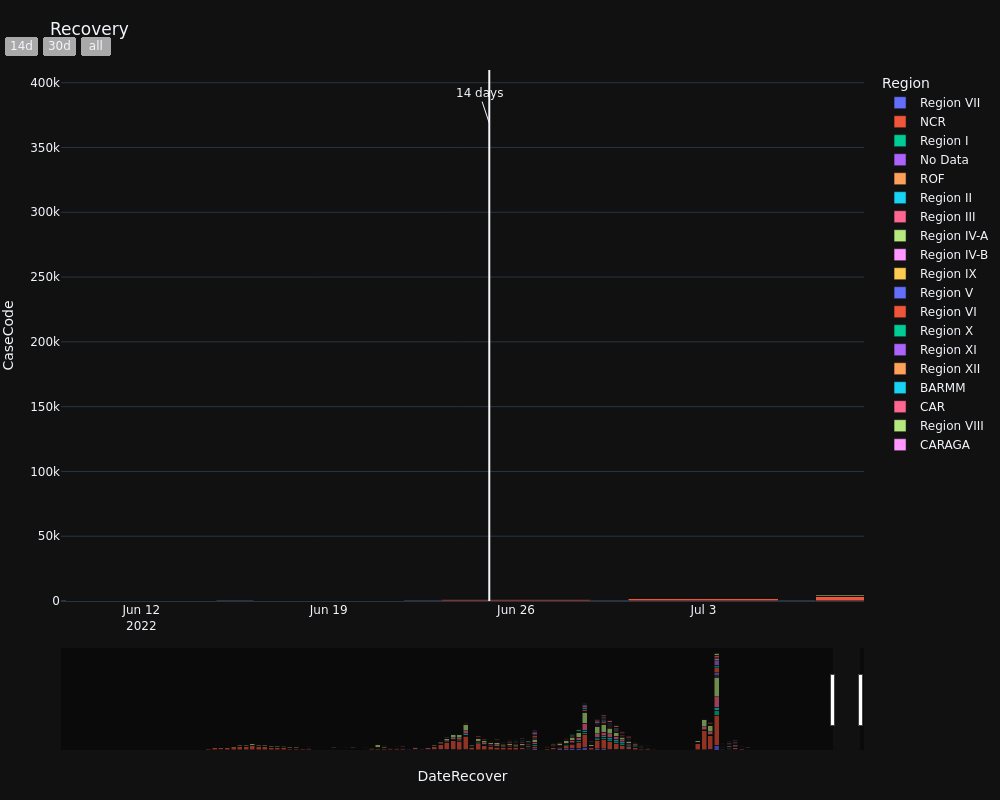 Recovery
14d 30d all
400k
350k
300k
250k
200k
150k
100k
50k
0
CaseCode
14 days
Jun 12
2022
Jun 19
Jun 26
Jul 3
DateRecover
Region
Region VII
NCR
Region I
No Data
ROF
Region II
Region III
Region IV-A
Region IV-B
Region IX
Region V
Region VI
Region X
Region XI
Region XII
BARMM
CAR
Region VIII
CARAGA